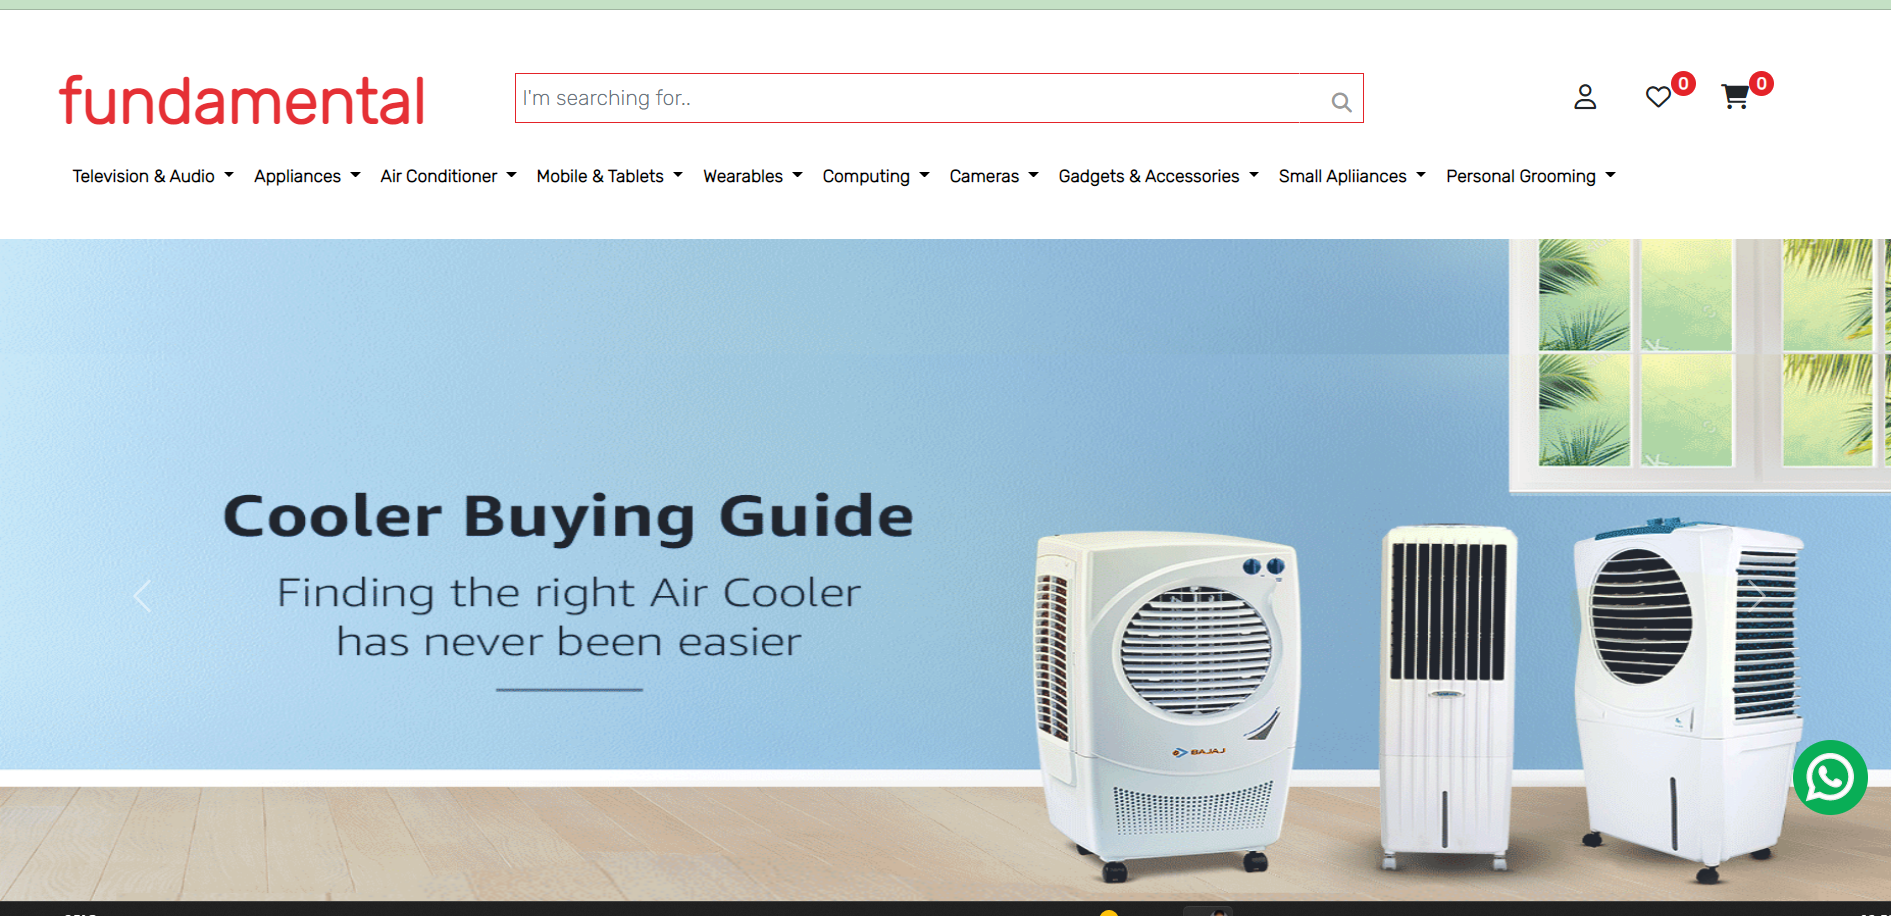 fundamental
I'm searching for..
0
0
Television & Audio
Appliances
Air Conditioner
Mobile & Tablets
Wearables
Computing
Cameras
Gadgets & Accessories
Small Apliiances
Personal Grooming
Cooler Buying Guide
Finding the right Air Cooler
has never been easier
BAJAJ